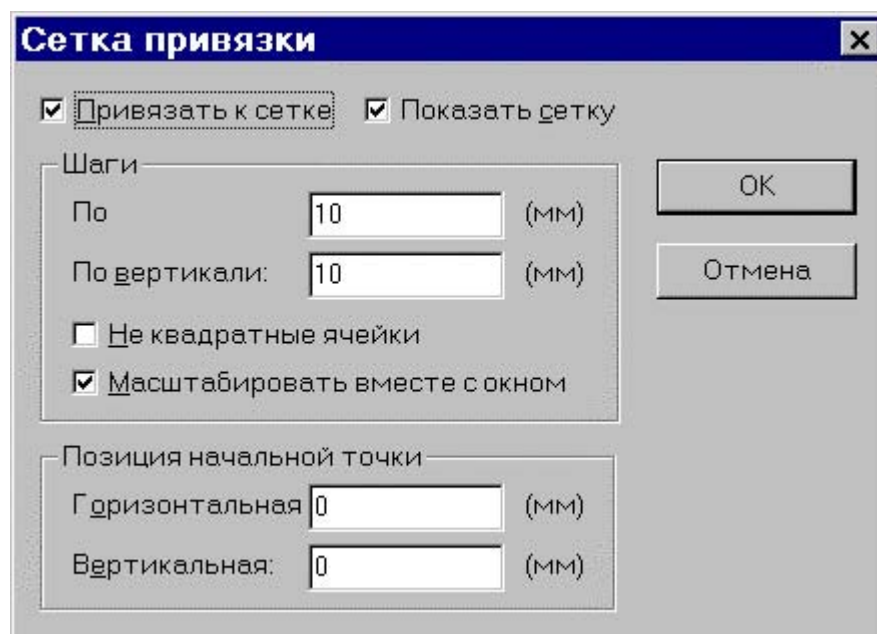 Сетка привязки
Привязать к сетке Показать сетку
Шаги
По 10 (мм)
По вертикали: 10 (мм)
Не квадратные ячейки
Масштабировать вместе с окном
OK
Отмена
Позиция начальной точки
Горизонтальная 0 (мм)
Вертикальная: 0 (мм)